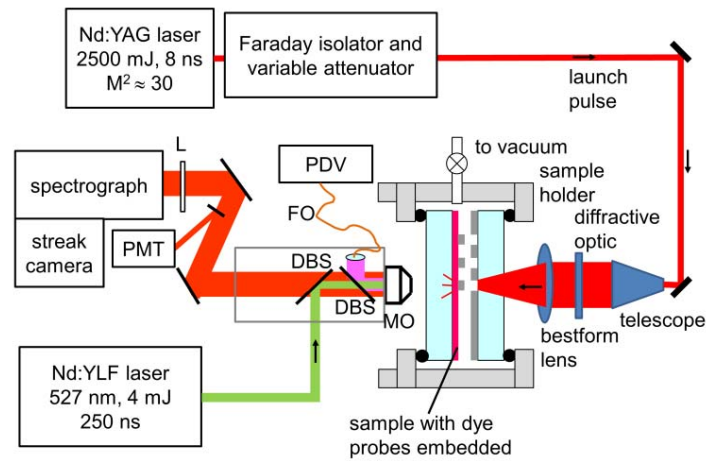 Nd:YAG laser
2500 mJ, 8 ns
M² ≈ 30
Faraday isolator and
variable attenuator
launch
pulse
L
spectrograph
streak
camera
PMT
PDV
FO
DBS
DBS
MO
to vacuum
sample
holder
diffractive
optic
bestform
lens
telescope
Nd:YLF laser
527 nm, 4 mJ
250 ns
sample with dye
probes embedded